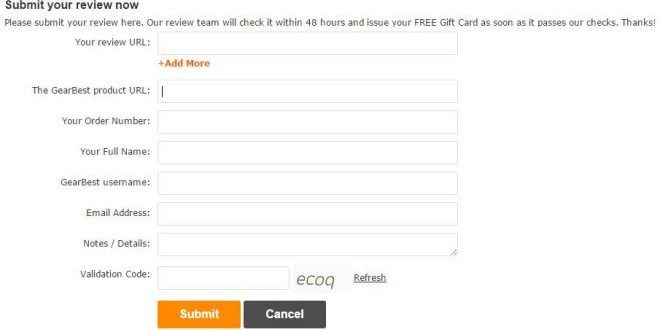 Submit your review now
Please submit your review here. Our review team will check it within 48 hours and issue your FREE Gift Card as soon as it passes our checks. Thanks!
Your review URL:
+Add More
The GearBest product URL:
Your Order Number:
Your Full Name:
GearBest username:
Email Address:
Notes / Details:
Validation Code: ecoq Refresh
Submit Cancel